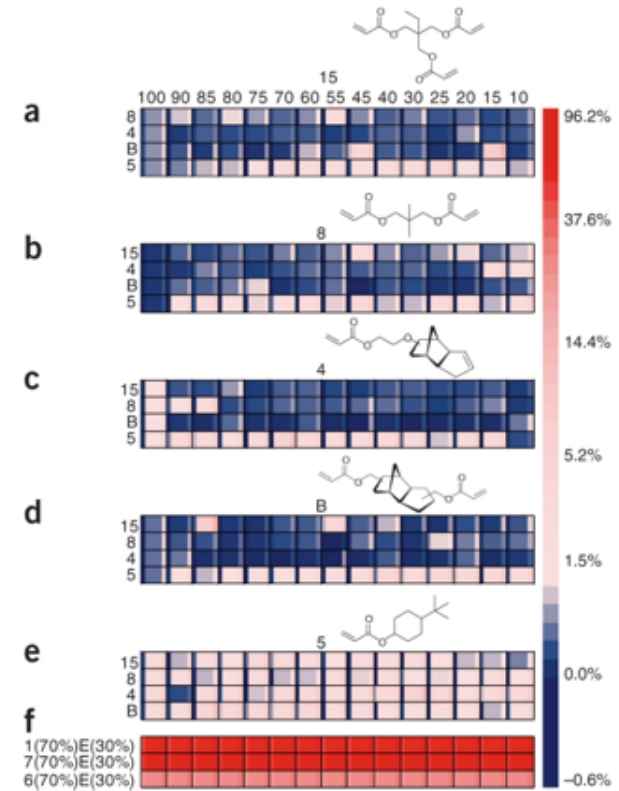 O O
O O
O
O
15
100 90 85 80 75 70 60 55 45 40 30 25 20 15 10
a
8
4
B
5
96.2%
37.6%
14.4%
5.2%
1.5%
0.0%
–0.6%
O O
O O
8
b
15
4
B
5
O
O O
4
c
15
8
B
5
O O
O O
B
d
15
8
4
5
O
O
5
e
15
8
4
B
f
1(70%)E(30%)
7(70%)E(30%)
6(70%)E(30%)